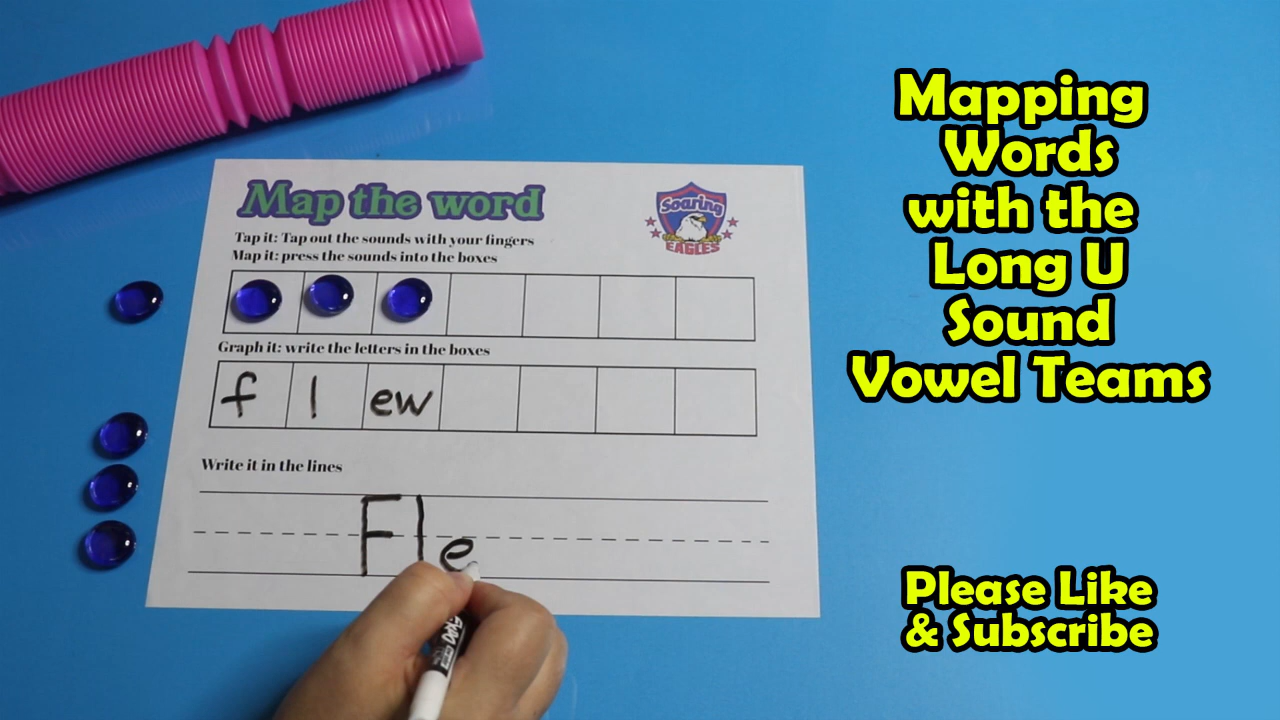 Map the word
Soaring
EAGLES
Tap it: Tap out the sounds with your fingers
Map it: press the sounds into the boxes
Graph it: write the letters in the boxes
f l ew
Write it in the lines
Fle
EXPO
Mapping
Words
with the
Long U
Sound
Vowel Teams
Please Like
& Subscribe